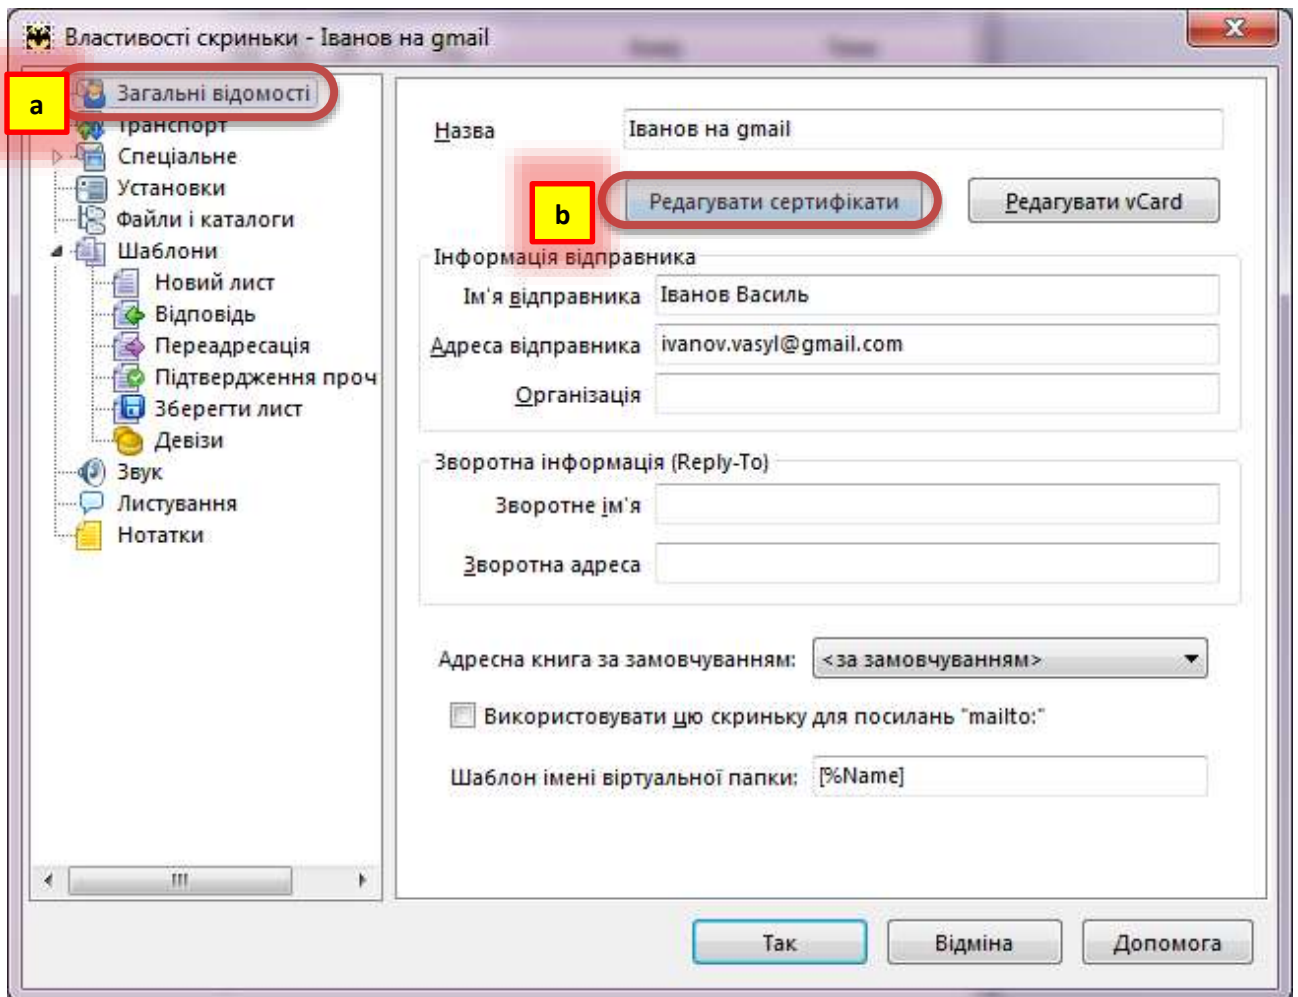 Властивості скриньки - Іванов на gmail
a
Загальні відомості
Транспорт
Спеціальне
Установки
Файли і каталоги
Шаблони
Новий лист
Відповідь
Переадресація
Підтвердження проч
Зберегти лист
Девізи
Звук
Листування
Нотатки
Назва
Іванов на gmail
b
Редагувати сертифікати
Редагувати vCard
Інформація відправника
Ім'я відправника
Іванов Василь
Адреса відправника
ivanov.vasyl@gmail.com
Організація
Зворотна інформація (Reply-To)
Зворотне ім'я
Зворотна адреса
Адресна книга за замовчуванням:
<за замовчуванням>
Використовувати цю скриньку для посилань "mailto:"
Шаблон імені віртуальної папки:
[%Name]
Так
Відміна
Допомога